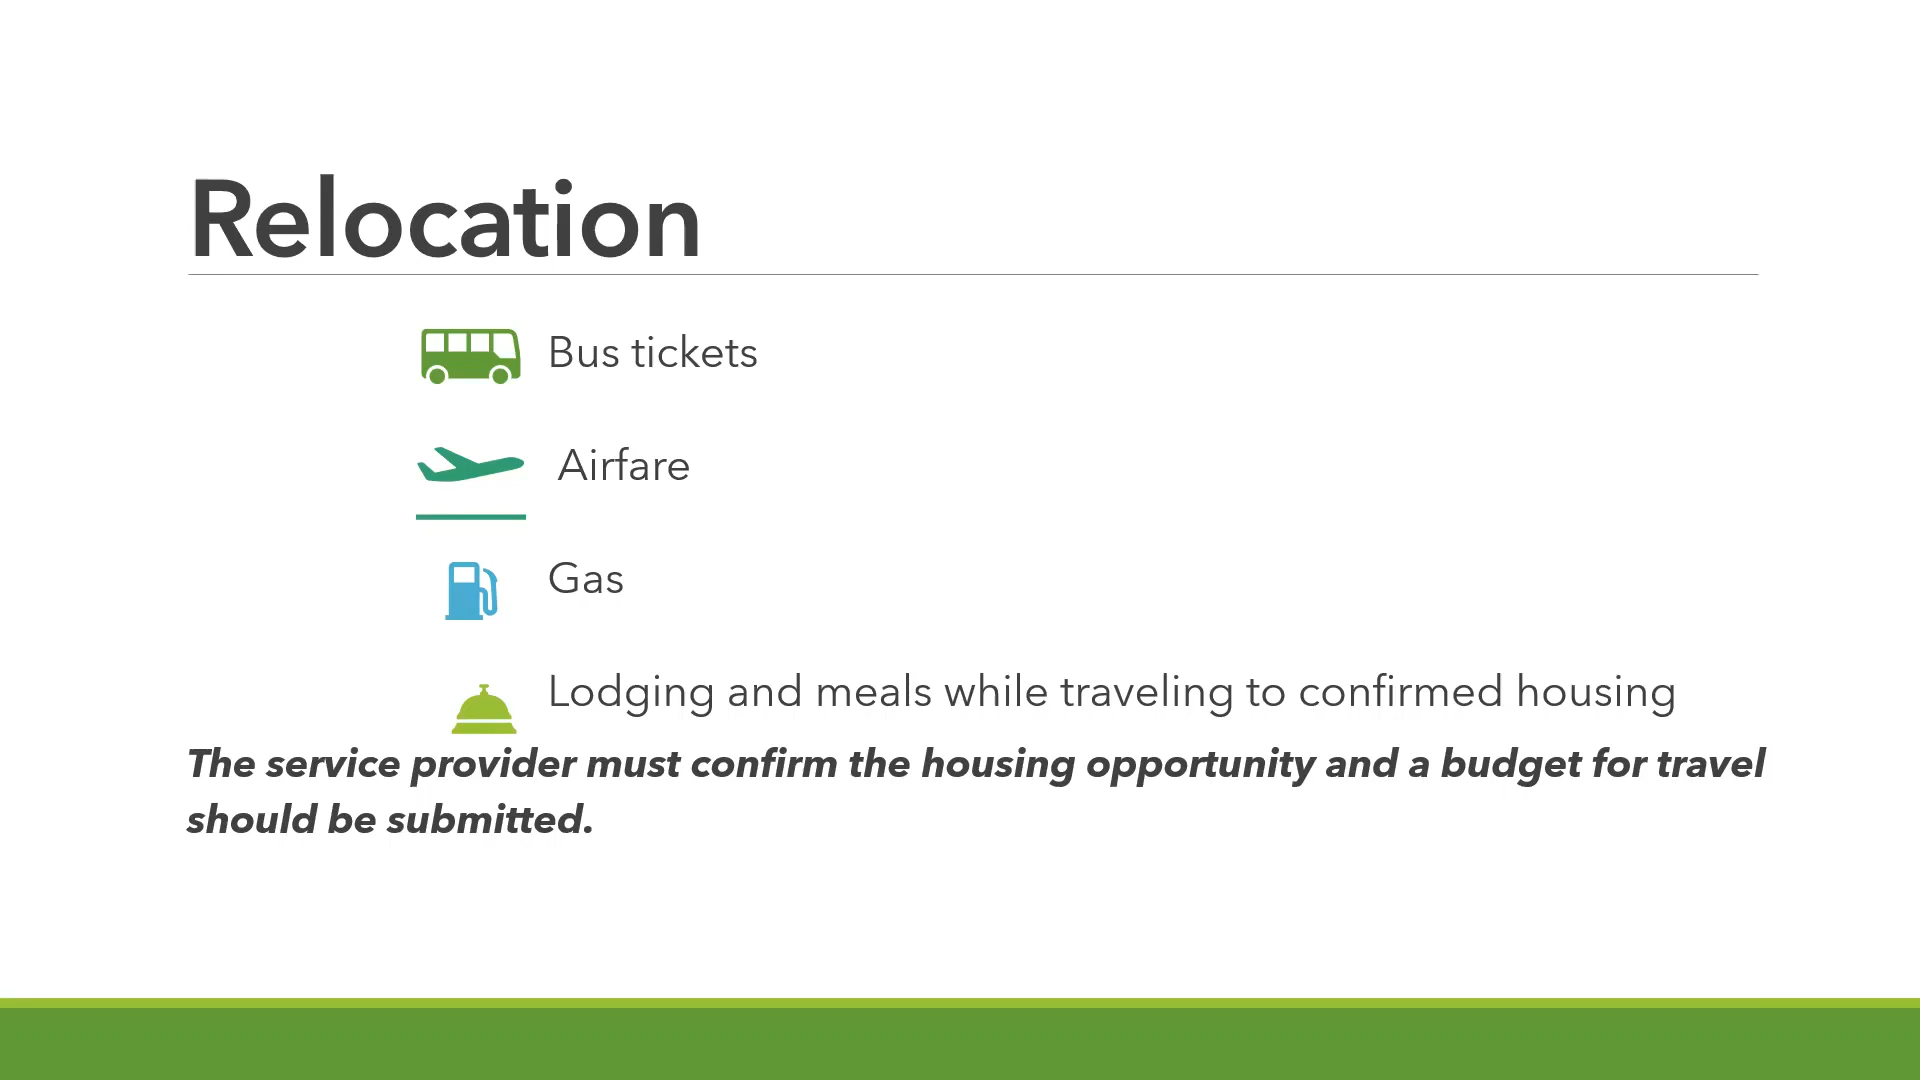 Relocation
Bus tickets
Airfare
Gas
Lodging and meals while traveling to confirmed housing
The service provider must confirm the housing opportunity and a budget for travel
should be submitted.